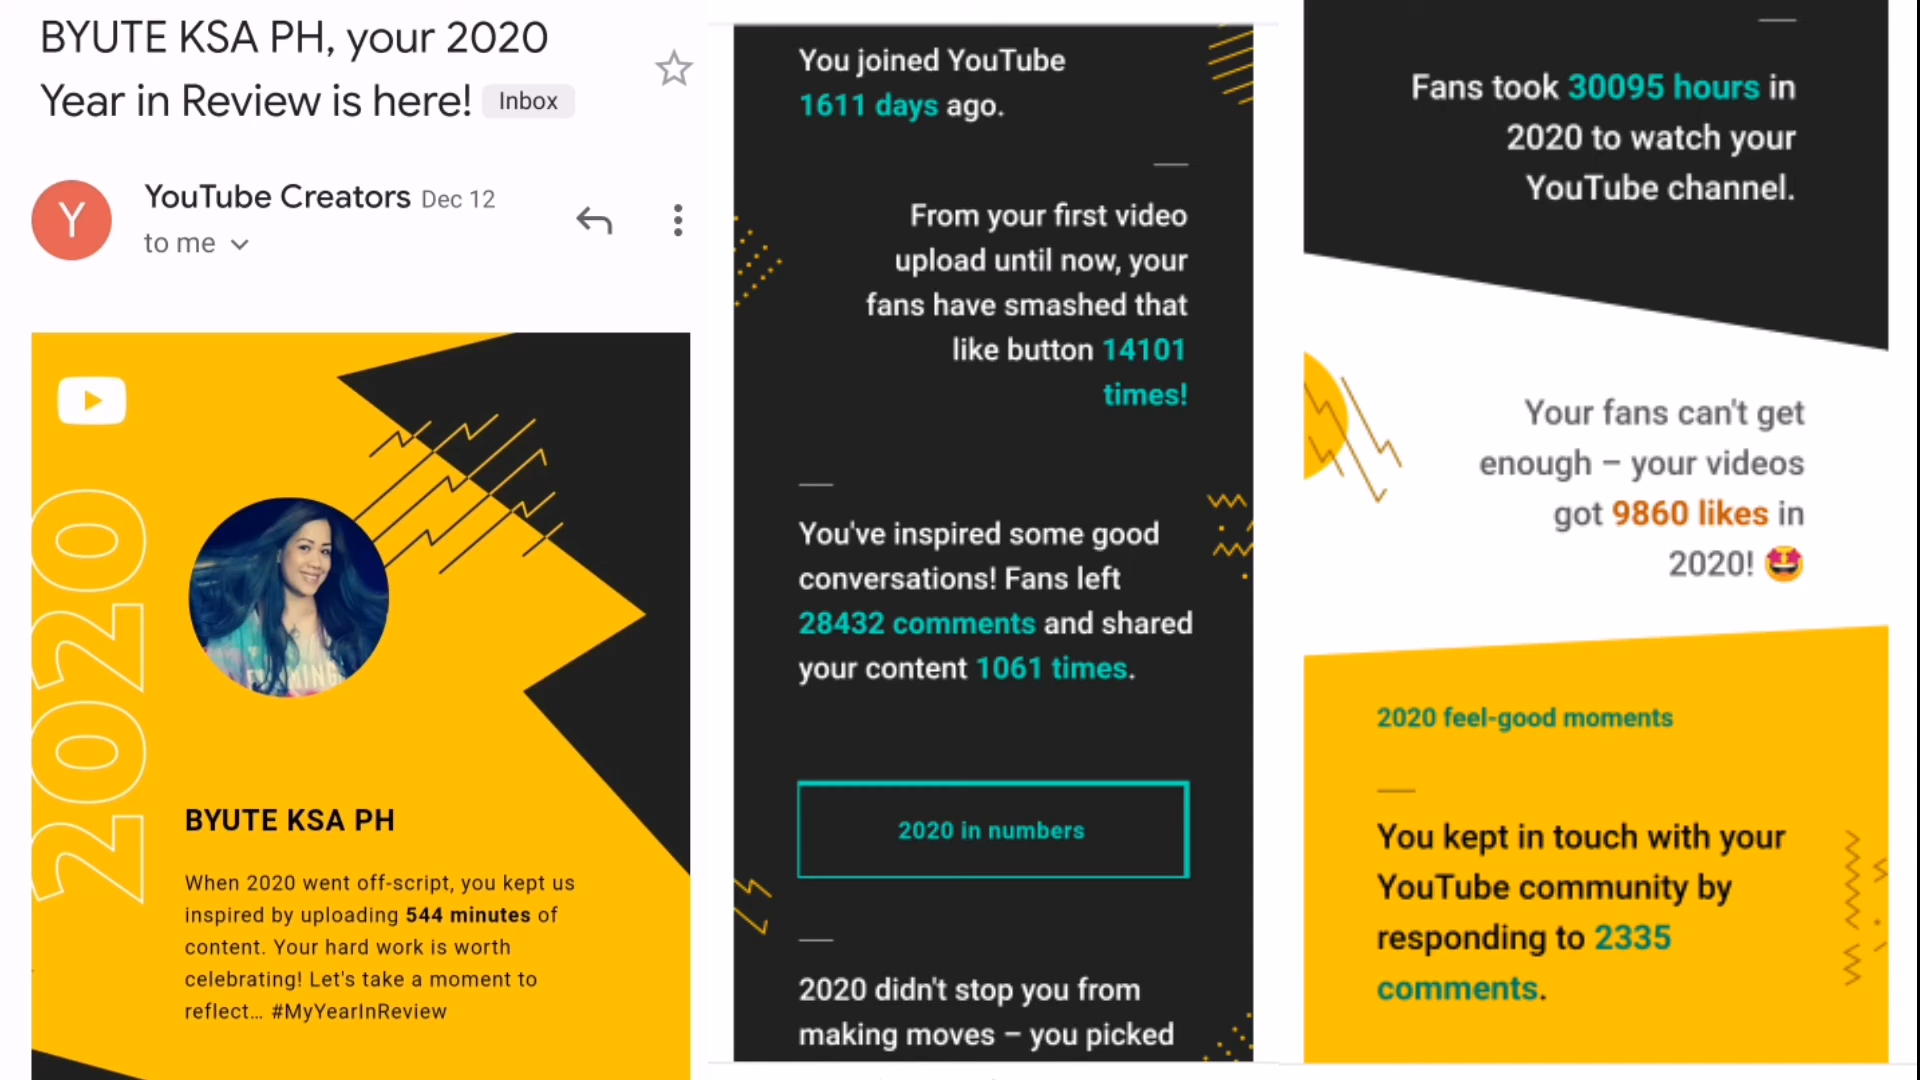 BYUTE KSA PH, your 2020
Year in Review is here! Inbox
Y
YouTube Creators Dec 12
to me
2020
BYUTE KSA PH
When 2020 went off-script, you kept us
inspired by uploading 544 minutes of
content. Your hard work is worth
celebrating! Let's take a moment to
reflect… #MyYearInReview
You joined YouTube
1611 days ago.
From your first video
upload until now, your
fans have smashed that
like button 14101
times!
You've inspired some good
conversations! Fans left
28432 comments and shared
your content 1061 times.
2020 in numbers
2020 didn't stop you from
making moves – you picked
Fans took 30095 hours in
2020 to watch your
YouTube channel.
Your fans can't get
enough – your videos
got 9860 likes in
2020! 🤩
2020 feel-good moments
You kept in touch with your
YouTube community by
responding to 2335
comments.